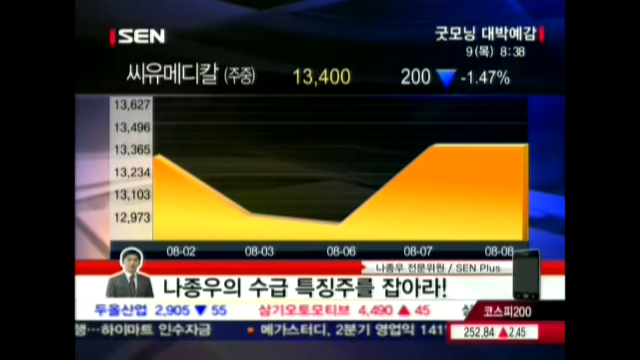 SEN
굿모닝 대박예감
9(목) 8:38
씨유메디칼 (주중) 13,400 200 ▼ -1.47%
13,627
13,496
13,365
13,234
13,103
12,973
08-02 08-03 08-06 08-07 08-08
나종우 전문위원 / SEN Plus
나종우의 수급 특징주를 잡아라!
두올산업 2,905 ▼ 55 삼기오토모티브 4,490 ▲ 45
코스피200
252.84 ▲ 2.45
하이마트 인수자금 메가스터디, 2분기 영업익